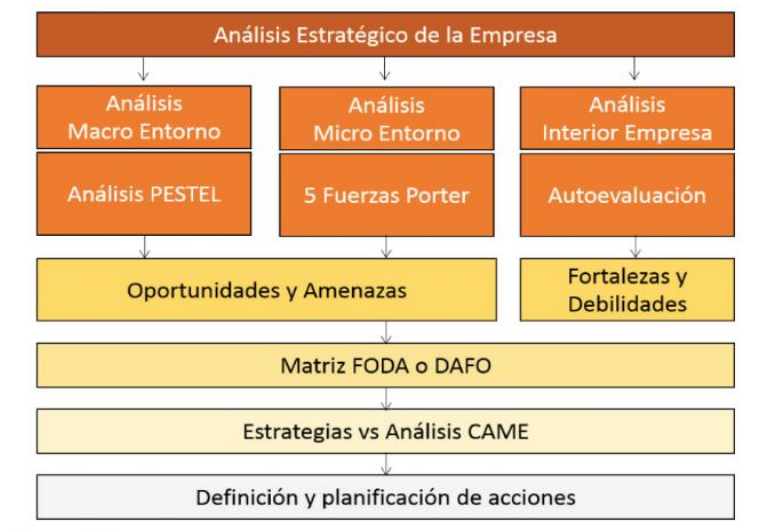 Análisis Estratégico de la Empresa
Análisis
Macro Entorno
Análisis
Micro Entorno
Análisis
Interior Empresa
Análisis PESTEL
5 Fuerzas Porter
Autoevaluación
Oportunidades y Amenazas
Fortalezas y
Debilidades
Matriz FODA o DAFO
Estrategias vs Análisis CAME
Definición y planificación de acciones